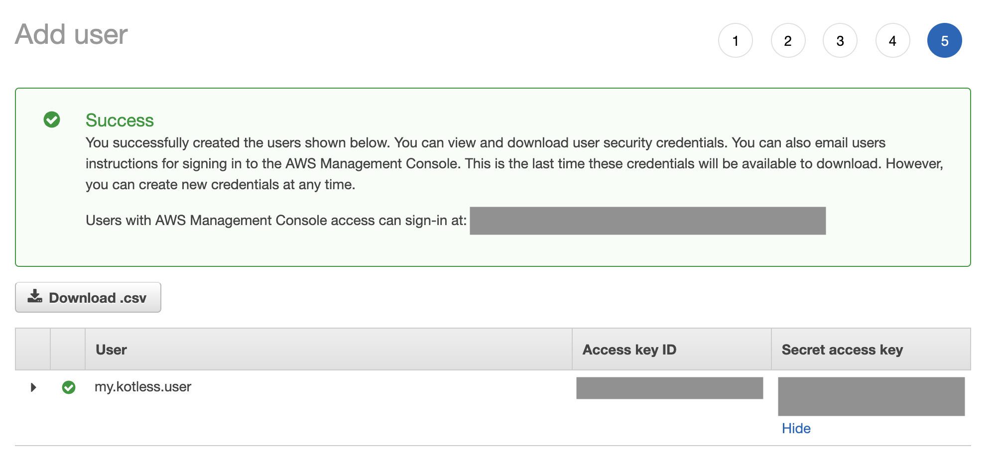 Add user
1 2 3 4 5
Success
You successfully created the users shown below. You can view and download user security credentials. You can also email users
instructions for signing in to the AWS Management Console. This is the last time these credentials will be available to download. However,
you can create new credentials at any time.
Users with AWS Management Console access can sign-in at:
Download .csv
User Access key ID Secret access key
my.kotless.user
Hide